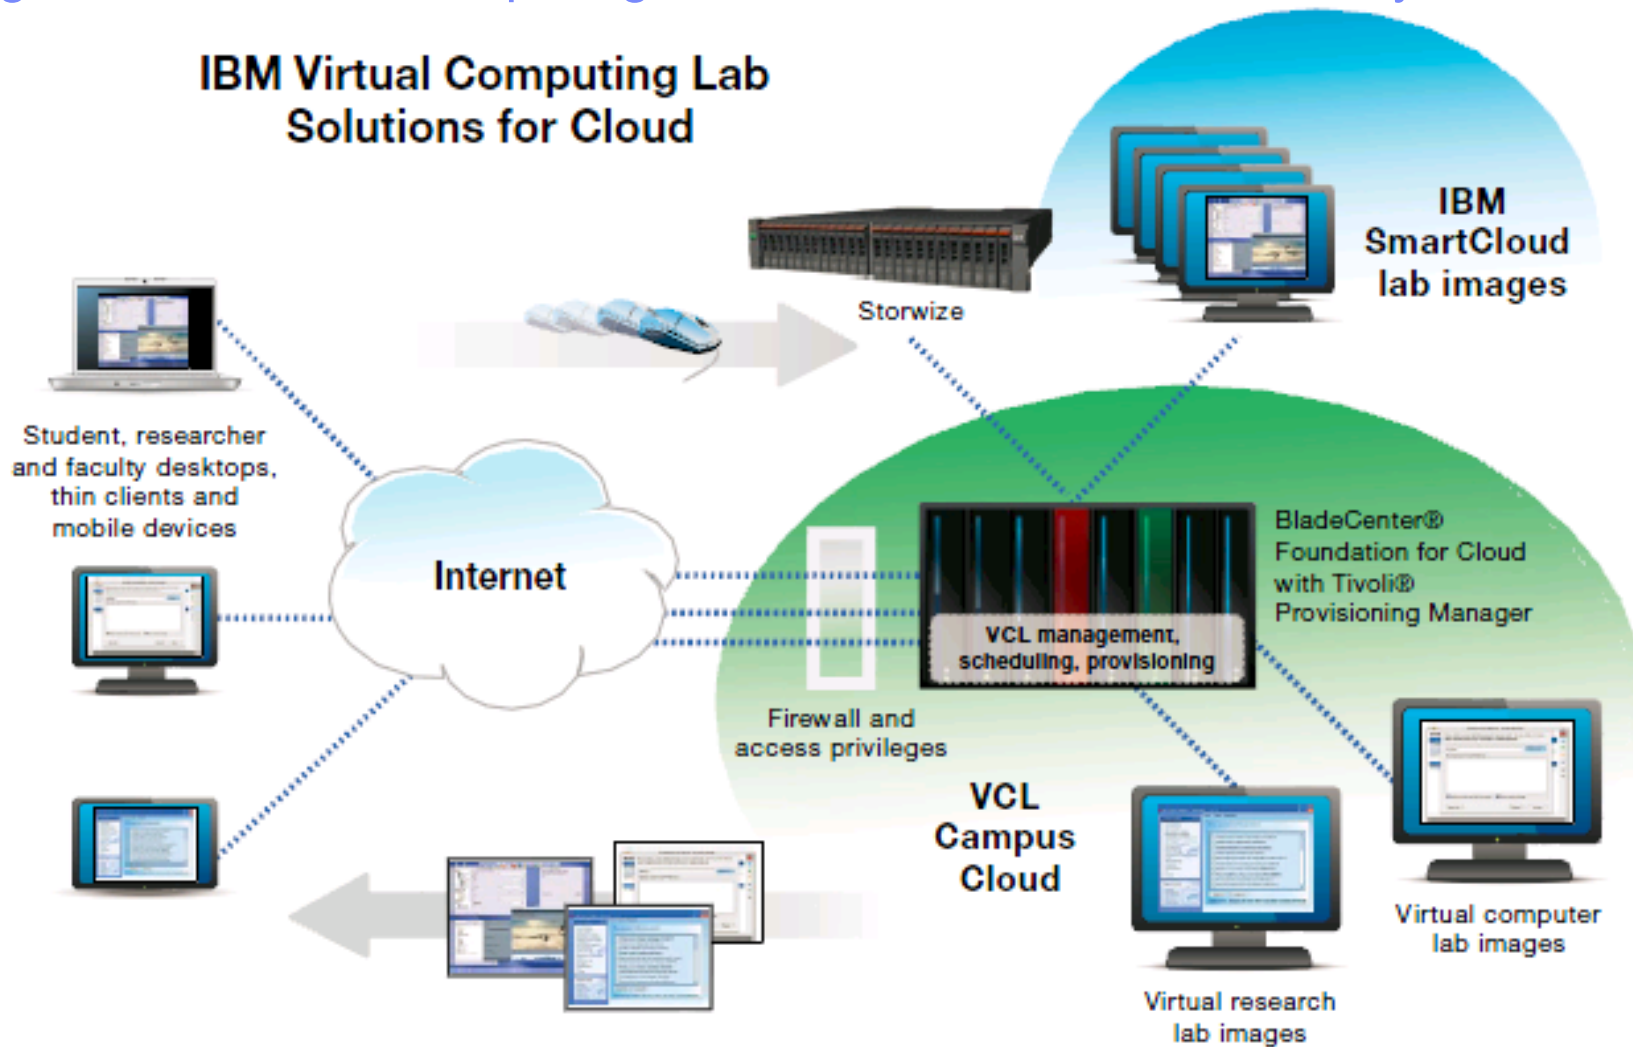 IBM Virtual Computing Lab
Solutions for Cloud
IBM
SmartCloud
lab images
Storwize
Student, researcher
and faculty desktops,
thin clients and
mobile devices
Internet
BladeCenter®
Foundation for Cloud
with Tivoli®
Provisioning Manager
VCL management,
scheduling, provisioning
Firewall and
access privileges
VCL
Campus
Cloud
Virtual computer
lab images
Virtual research
lab images